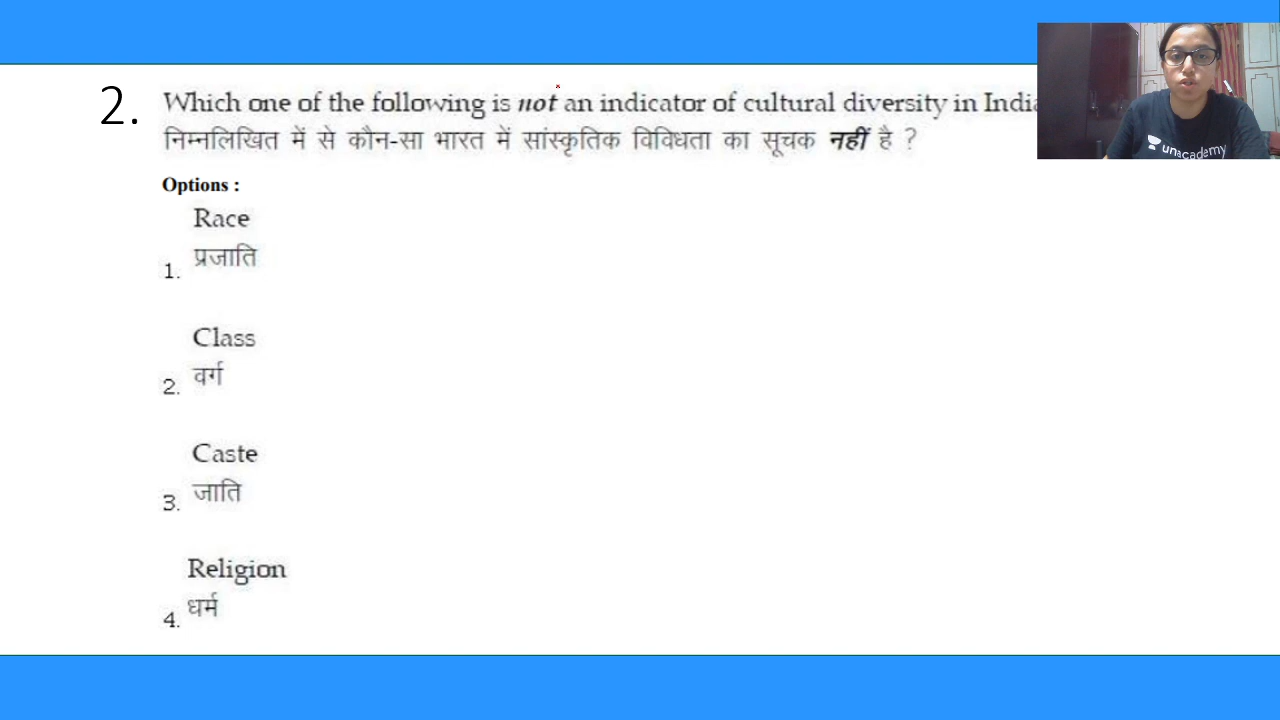 2.
Which one of the following is not an indicator of cultural diversity in India
निम्नलिखित में से कौन-सा भारत में सांस्कृतिक विविधता का सूचक नहीं है ?
Options :
Race
प्रजाति
1.
Class
वर्ग
2.
Caste
जाति
3.
Religion
धर्म
4.
unacademy